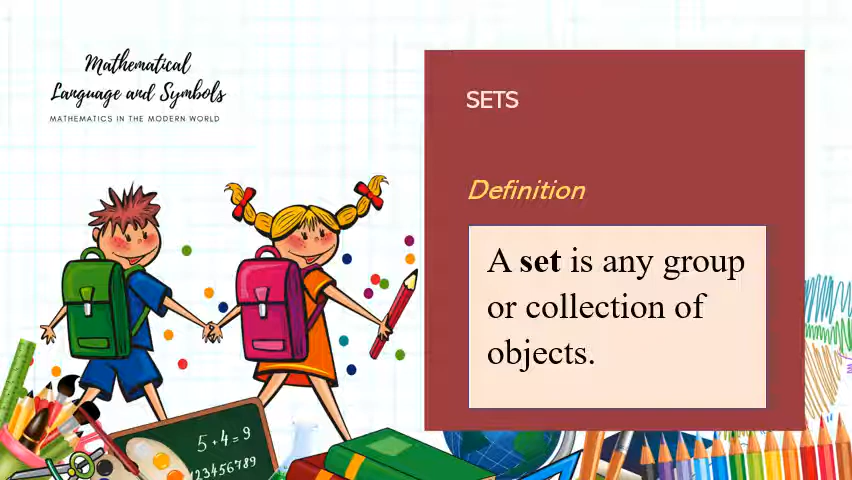 Mathematical
Language and Symbols
MATHEMATICS IN THE MODERN WORLD
SETS
Definition
A set is any group
or collection of
objects.
5+4=9
123456789